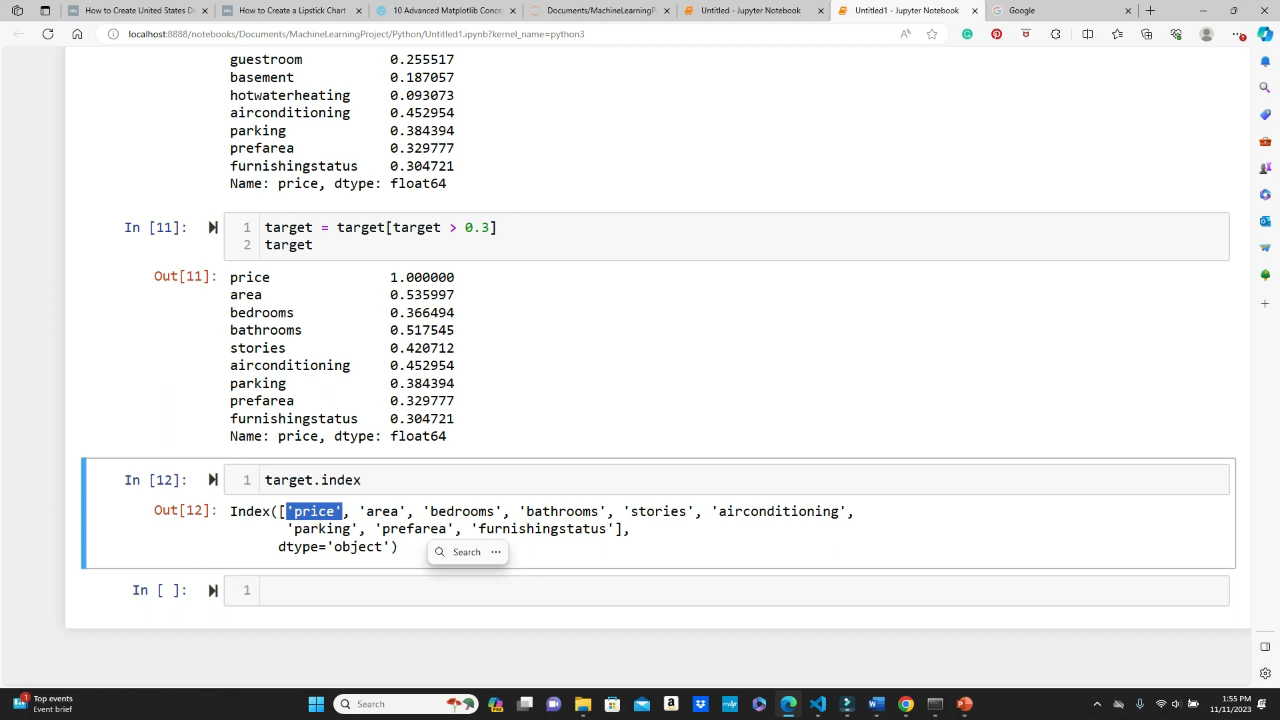 How to Create United States D
How to Create a Lipstick Chart
10 Advanced Matplotlib Conce
Documents/MachineLearningPr
Untitled - Jupyter Notebook
Untitled1 - Jupyter Notebook
Google
localhost:8888/notebooks/Documents/MachineLearningProject/Python/Untitled1.ipynb?kernel_name=python3
guestroom 0.255517
basement 0.187057
hotwaterheating 0.093073
airconditioning 0.452954
parking 0.384394
prefarea 0.329777
furnishingstatus 0.304721
Name: price, dtype: float64
In [11]: 1 target = target[target > 0.3]
2 target
Out[11]: price 1.000000
area 0.535997
bedrooms 0.366494
bathrooms 0.517545
stories 0.420712
airconditioning 0.452954
parking 0.384394
prefarea 0.329777
furnishingstatus 0.304721
Name: price, dtype: float64
In [12]: 1 target.index
Out[12]: Index(['price', 'area', 'bedrooms', 'bathrooms', 'stories', 'airconditioning',
'parking', 'prefarea', 'furnishingstatus'],
dtype='object')
Search
In [ ]: 1
Top events
Event brief
Search
1:55 PM
11/11/2023